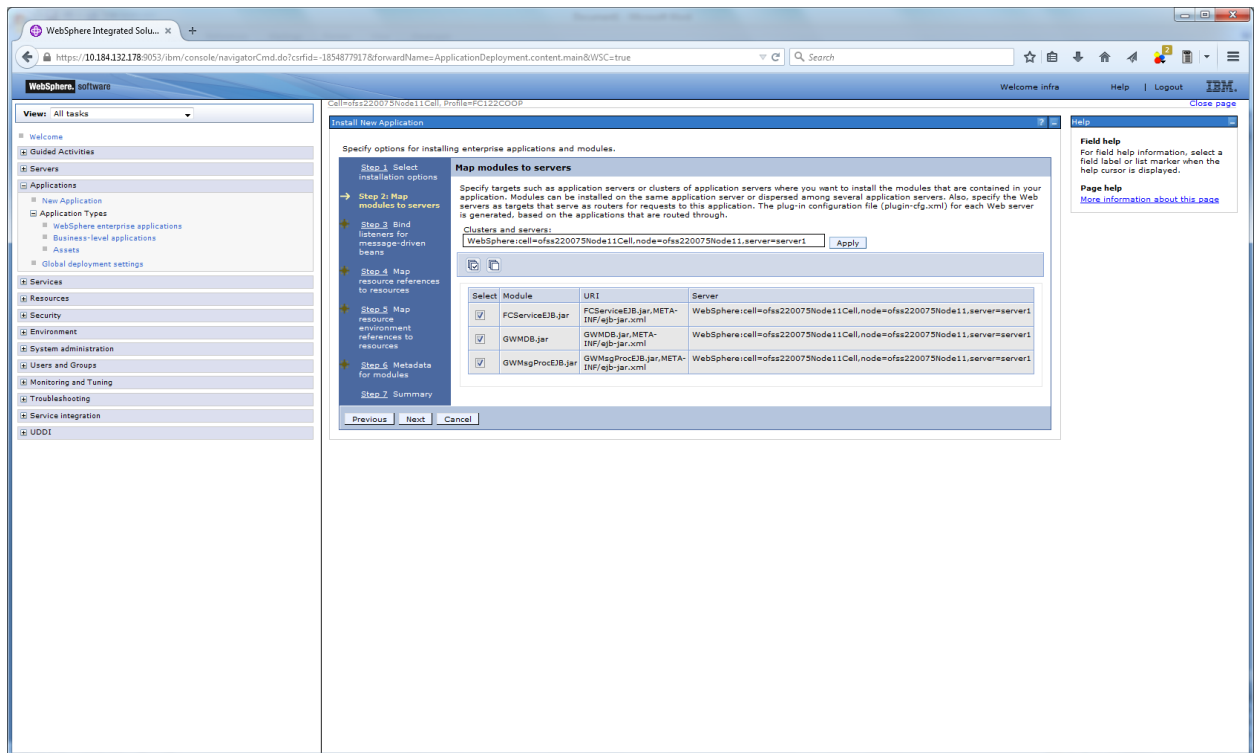 WebSphere Integrated Solu... × +
https://10.184.132.178:9053/ibm/console/navigatorCmd.do?csrfid=-1854877917&forwardName=ApplicationDeployment.content.main&WSC=true
Search
2
WebSphere. software
Welcome infra
Help | Logout
IBM.
View: All tasks
Welcome
Guided Activities
Servers
Applications
New Application
Application Types
WebSphere enterprise applications
Business-level applications
Assets
Global deployment settings
Services
Resources
Security
Environment
System administration
Users and Groups
Monitoring and Tuning
Troubleshooting
Service integration
UDDI
Cell=ofss220075Node11Cell, Profile=FC122COOP
Close page
Install New Application
? -
Specify options for installing enterprise applications and modules.
Step 1 Select
installation options
Step 2: Map
modules to servers
Step 3 Bind
listeners for
message-driven
beans
Step 4 Map
resource references
to resources
Step 5 Map
resource
environment
references to
resources
Step 6 Metadata
for modules
Step 7 Summary
Map modules to servers
Specify targets such as application servers or clusters of application servers where you want to install the modules that are contained in your
application. Modules can be installed on the same application server or dispersed among several application servers. Also, specify the Web
servers as targets that serve as routers for requests to this application. The plug-in configuration file (plugin-cfg.xml) for each Web server
is generated, based on the applications that are routed through.
Clusters and servers:
WebSphere:cell=ofss220075Node11Cell,node=ofss220075Node11,server=server1
Apply
Select Module URI Server
FCServiceEJB.jar FCServiceEJB.jar,META-INF/ejb-jar.xml WebSphere:cell=ofss220075Node11Cell,node=ofss220075Node11,server=server1
GWMDB.jar GWMDB.jar,META-INF/ejb-jar.xml WebSphere:cell=ofss220075Node11Cell,node=ofss220075Node11,server=server1
GWMsgProcEJB.jar GWMsgProcEJB.jar,META-INF/ejb-jar.xml WebSphere:cell=ofss220075Node11Cell,node=ofss220075Node11,server=server1
Previous Next Cancel
Help
Field help
For field help information, select a
field label or list marker when the
help cursor is displayed.
Page help
More information about this page